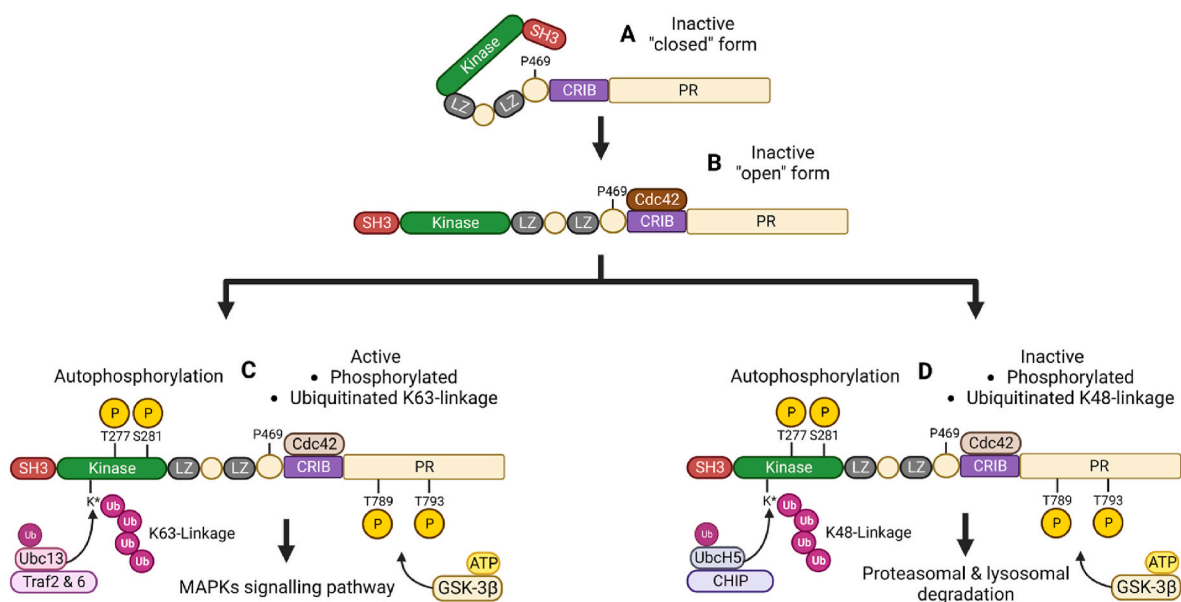 A
Inactive
"closed" form
Kinase
SH3
P469
LZ
LZ
CRIB
PR
B
Inactive
"open" form
P469
Cdc42
SH3
Kinase
LZ
LZ
CRIB
PR
Autophosphorylation
C
Active
• Phosphorylated
• Ubiquitinated K63-linkage
P
P
T277 S281
P469
Cdc42
SH3
Kinase
LZ
LZ
CRIB
PR
K*
Ub
Ub
Ub
Ub
K63-Linkage
Ub
Ubc13
Traf2 & 6
MAPKs signalling pathway
T789
T793
P
P
ATP
GSK-3β
Autophosphorylation
D
Inactive
• Phosphorylated
• Ubiquitinated K48-linkage
P
P
T277 S281
P469
Cdc42
SH3
Kinase
LZ
LZ
CRIB
PR
K*
Ub
Ub
Ub
Ub
K48-Linkage
Ub
UbcH5
CHIP
Proteasomal & lysosomal
degradation
T789
T793
P
P
ATP
GSK-3β